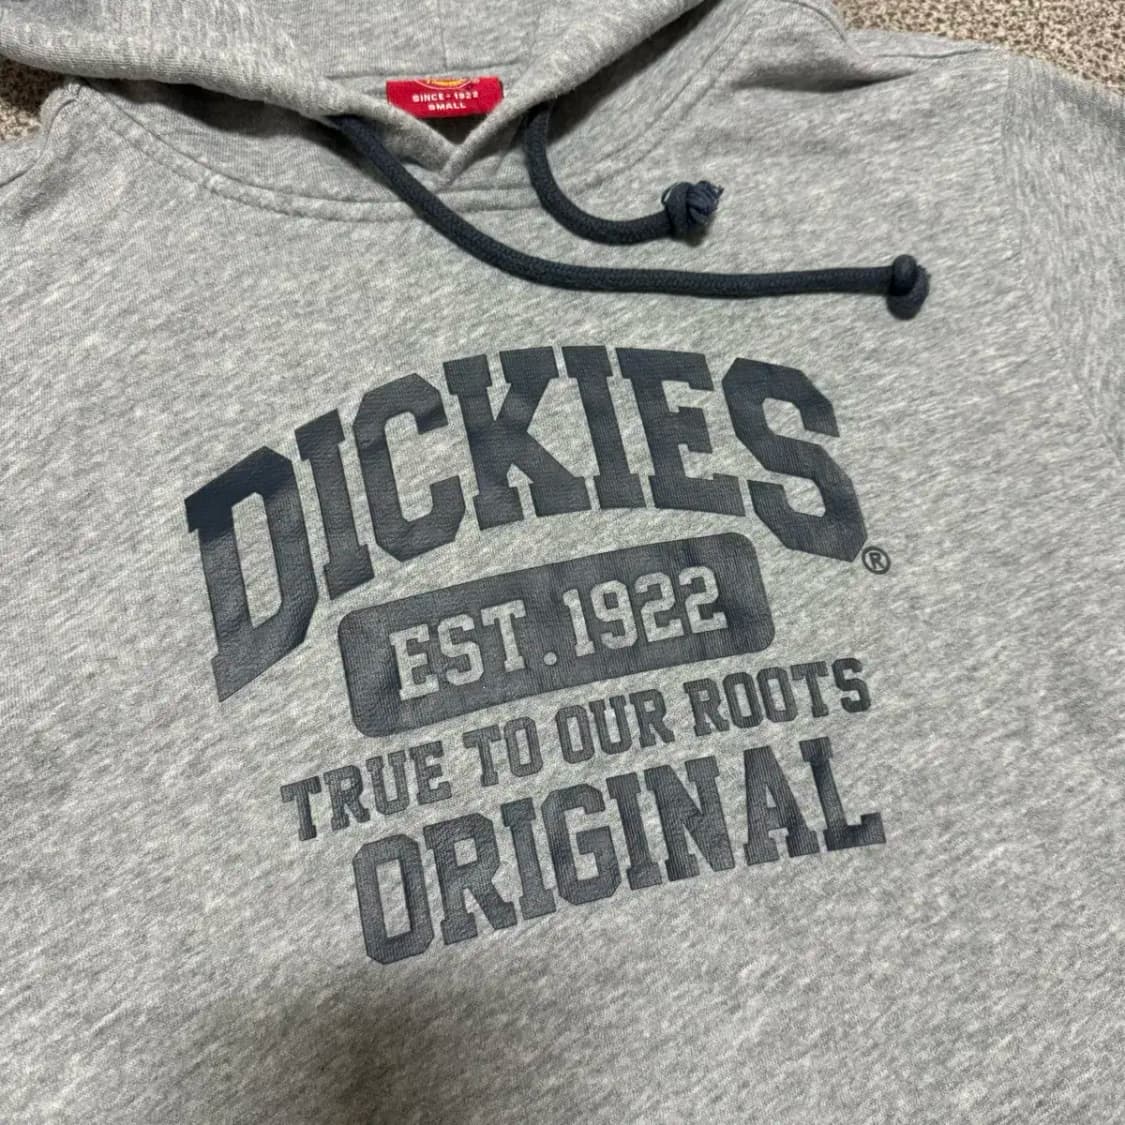 SINCE - 1922
SMALL
DICKIES®
EST.1922
TRUE TO OUR ROOTS
ORIGINAL